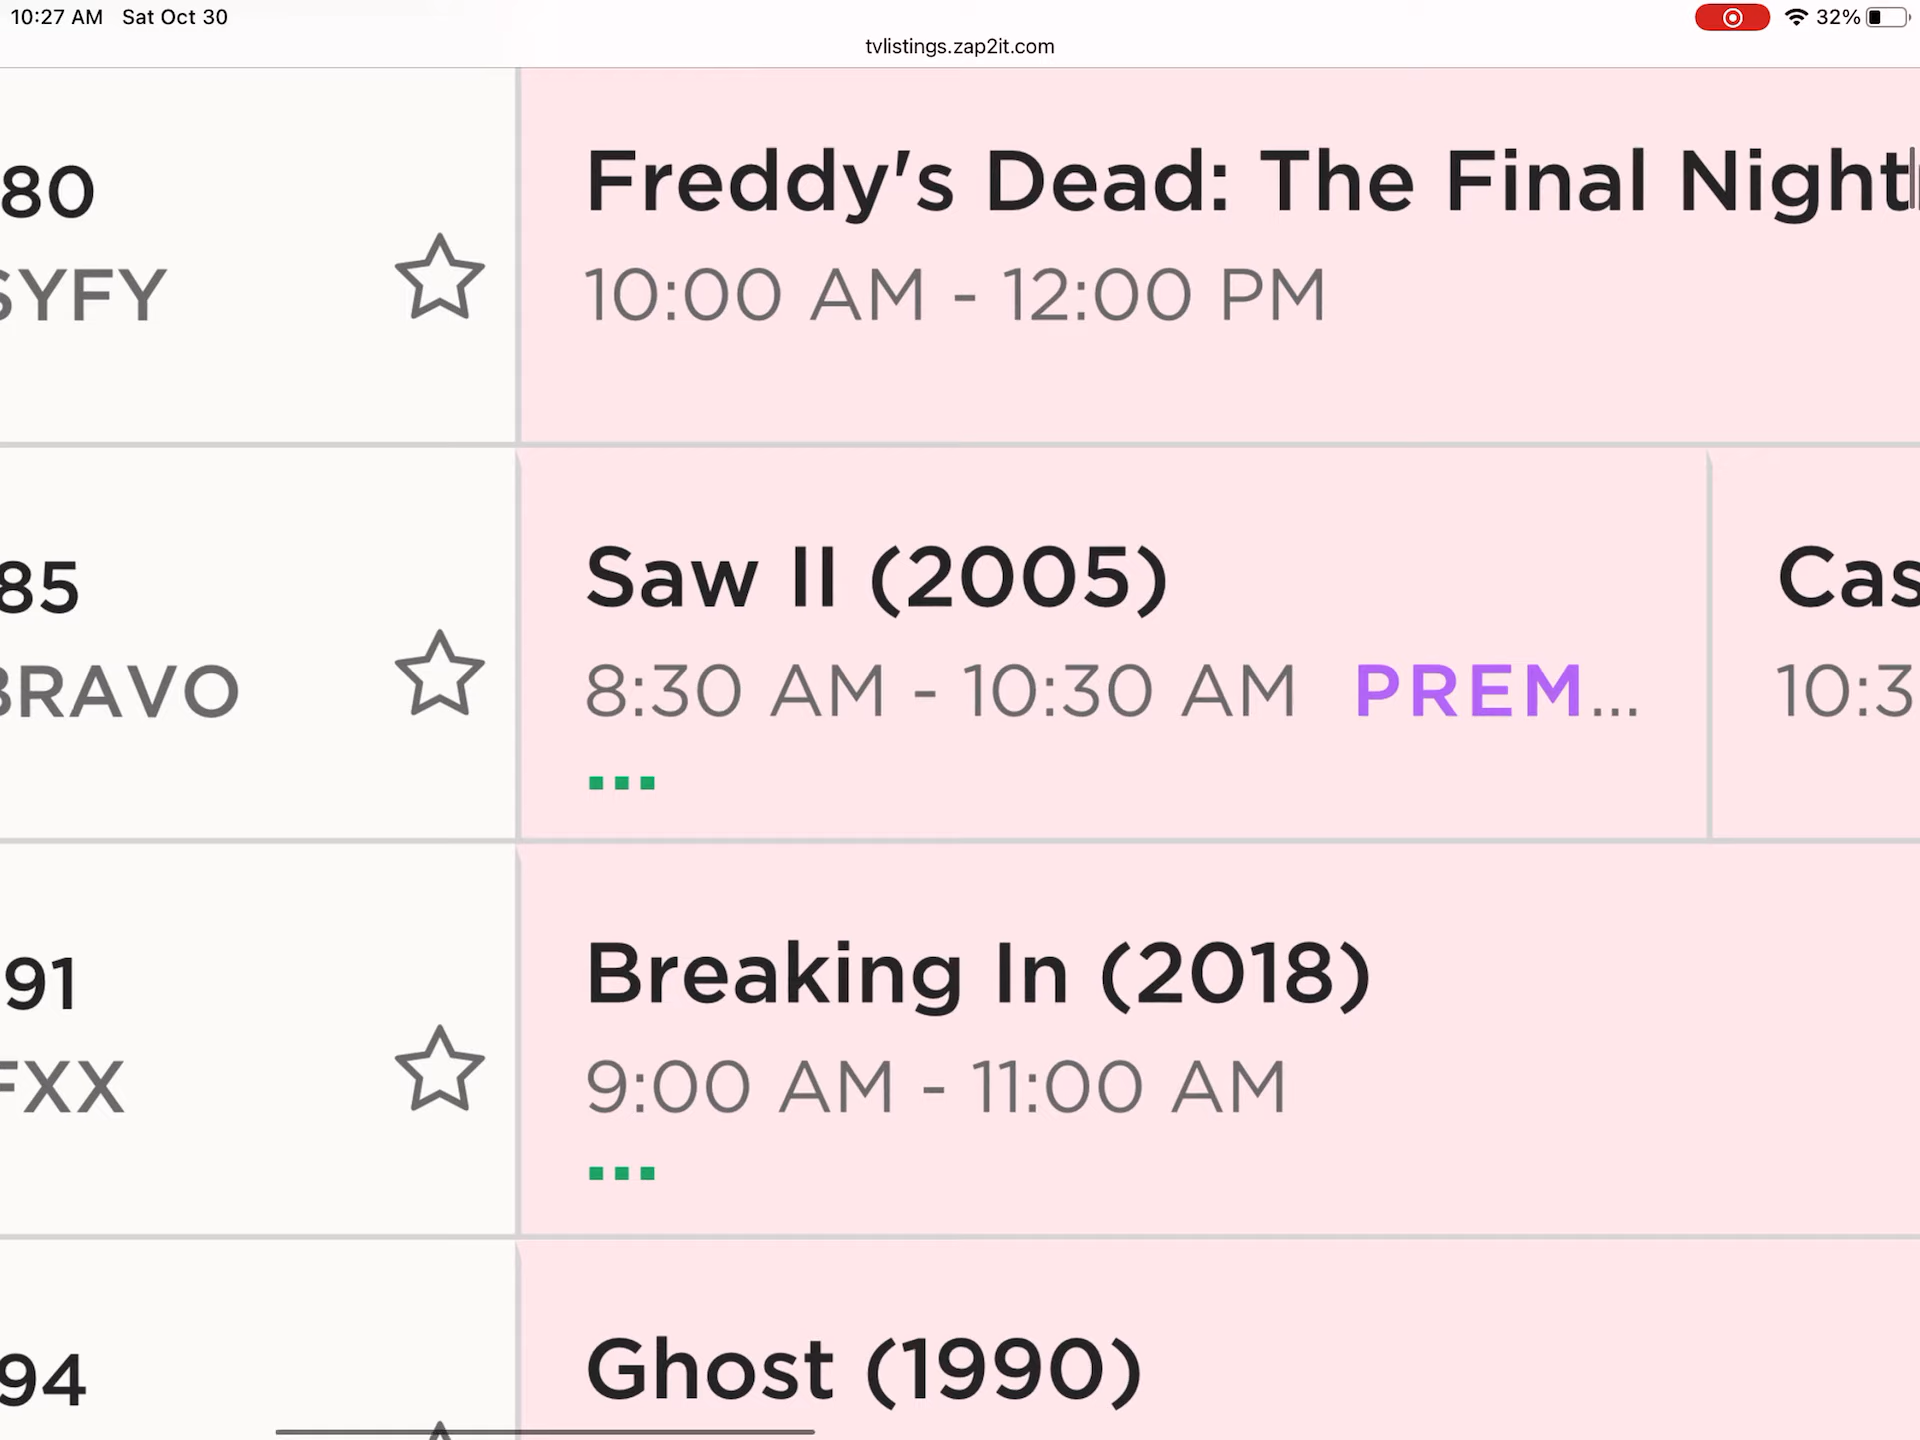 10:27 AM Sat Oct 30
32%
tvlistings.zap2it.com
80
SYFY
Freddy's Dead: The Final Night
10:00 AM - 12:00 PM
85
BRAVO
Saw II (2005)
8:30 AM - 10:30 AM PREM...
Cas
10:3
91
FXX
Breaking In (2018)
9:00 AM - 11:00 AM
94
Ghost (1990)